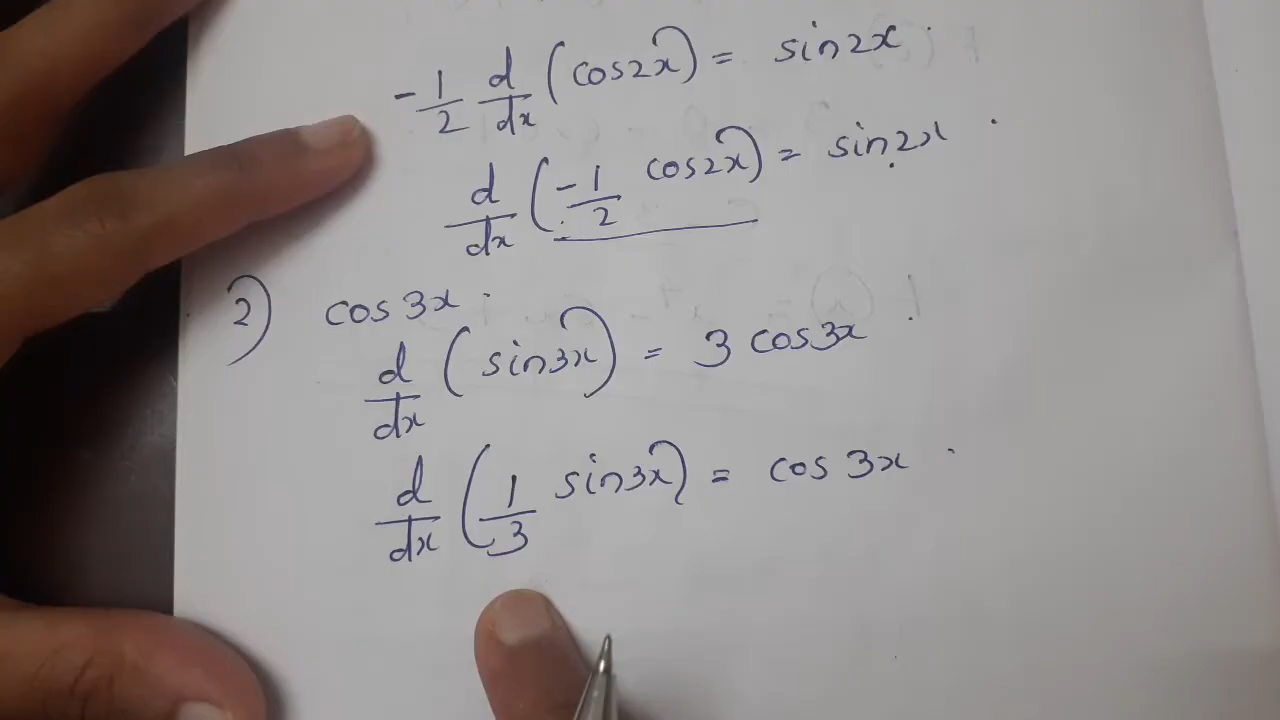 -1/2 d/dx (cos2x) = sin2x.
d/dx (-1/2 cos2x) = sin2x.
2) cos 3x.
d/dx (sin3x) = 3 cos3x.
d/dx (1/3 sin3x) = cos 3x.